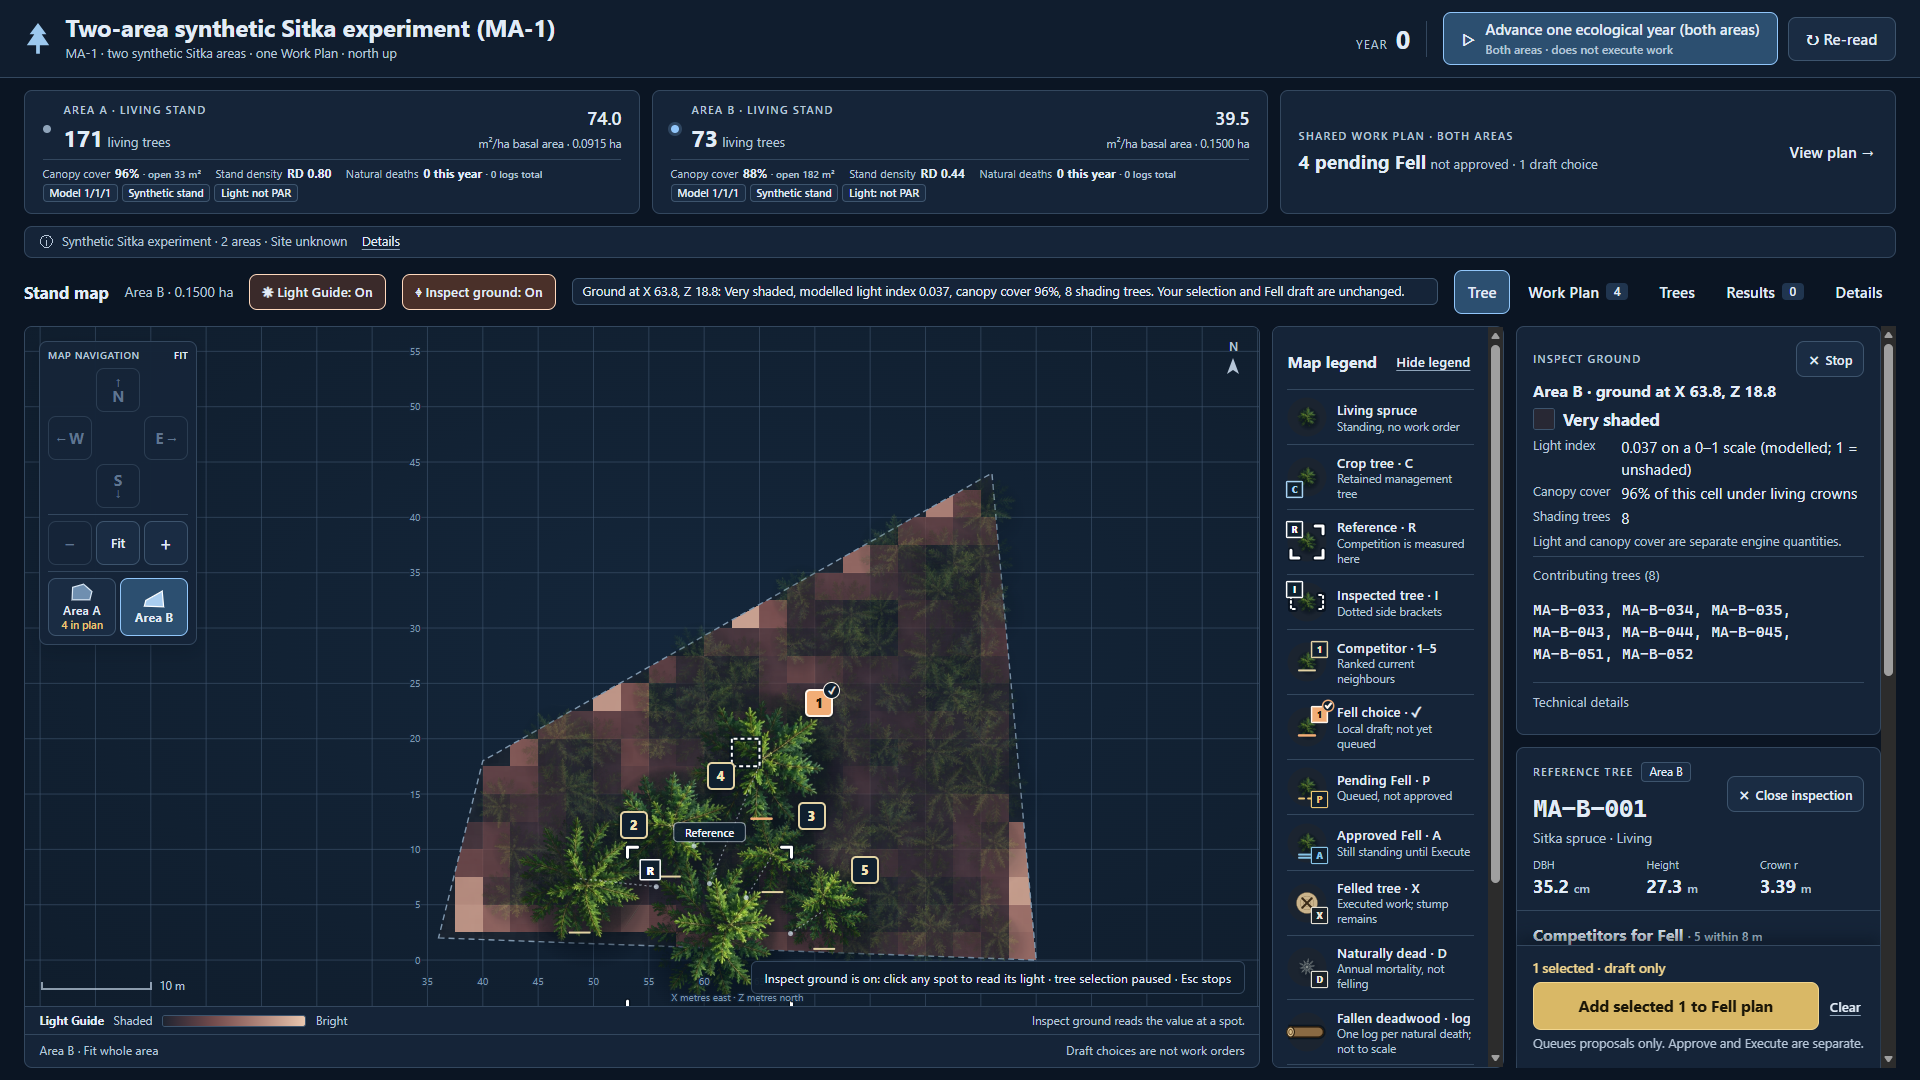 Two-area synthetic Sitka experiment (MA-1)
MA-1 · two synthetic Sitka areas · one Work Plan · north up
YEAR 0
Advance one ecological year (both areas)
Both areas · does not execute work
↻ Re-read
AREA A · LIVING STAND
171 living trees
74.0
m²/ha basal area · 0.0915 ha
Canopy cover 96% · open 33 m² Stand density RD 0.80 Natural deaths 0 this year · 0 logs total
Model 1/1/1 Synthetic stand Light: not PAR
AREA B · LIVING STAND
73 living trees
39.5
m²/ha basal area · 0.1500 ha
Canopy cover 88% · open 182 m² Stand density RD 0.44 Natural deaths 0 this year · 0 logs total
Model 1/1/1 Synthetic stand Light: not PAR
SHARED WORK PLAN · BOTH AREAS
4 pending Fell not approved · 1 draft choice
View plan →
Synthetic Sitka experiment · 2 areas · Site unknown Details
Stand map Area B · 0.1500 ha
Light Guide: On
Inspect ground: On
Ground at X 63.8, Z 18.8: Very shaded, modelled light index 0.037, canopy cover 96%, 8 shading trees. Your selection and Fell draft are unchanged.
Tree
Work Plan 4
Trees
Results 0
Details
MAP NAVIGATION FIT
↑
N
←W
E→
S
↓
−
Fit
+
Area A
4 in plan
Area B
N
55
50
45
40
35
30
25
20
15
10
5
0
35 40 45 50 55 60
X metres east · Z metres north
1
4
2
3
Reference
R
5
10 m
Inspect ground is on: click any spot to read its light · tree selection paused · Esc stops
Light Guide Shaded Bright
Inspect ground reads the value at a spot.
Area B · Fit whole area
Draft choices are not work orders
Map legend Hide legend
Living spruce
Standing, no work order
C
Crop tree · C
Retained management
tree
R
Reference · R
Competition is measured
here
I
Inspected tree · I
Dotted side brackets
1
Competitor · 1–5
Ranked current
neighbours
1
Fell choice · ✓
Local draft; not yet
queued
P
Pending Fell · P
Queued, not approved
A
Approved Fell · A
Still standing until Execute
X
Felled tree · X
Executed work; stump
remains
D
Naturally dead · D
Annual mortality, not
felling
Fallen deadwood · log
One log per natural death;
not to scale
INSPECT GROUND
× Stop
Area B · ground at X 63.8, Z 18.8
Very shaded
Light index 0.037 on a 0–1 scale (modelled; 1 =
unshaded)
Canopy cover 96% of this cell under living crowns
Shading trees 8
Light and canopy cover are separate engine quantities.
Contributing trees (8)
MA-B-033, MA-B-034, MA-B-035,
MA-B-043, MA-B-044, MA-B-045,
MA-B-051, MA-B-052
Technical details
REFERENCE TREE Area B
MA-B-001
× Close inspection
Sitka spruce · Living
DBH Height Crown r
35.2 cm 27.3 m 3.39 m
Competitors for Fell · 5 within 8 m
1 selected · draft only
Add selected 1 to Fell plan
Clear
Queues proposals only. Approve and Execute are separate.